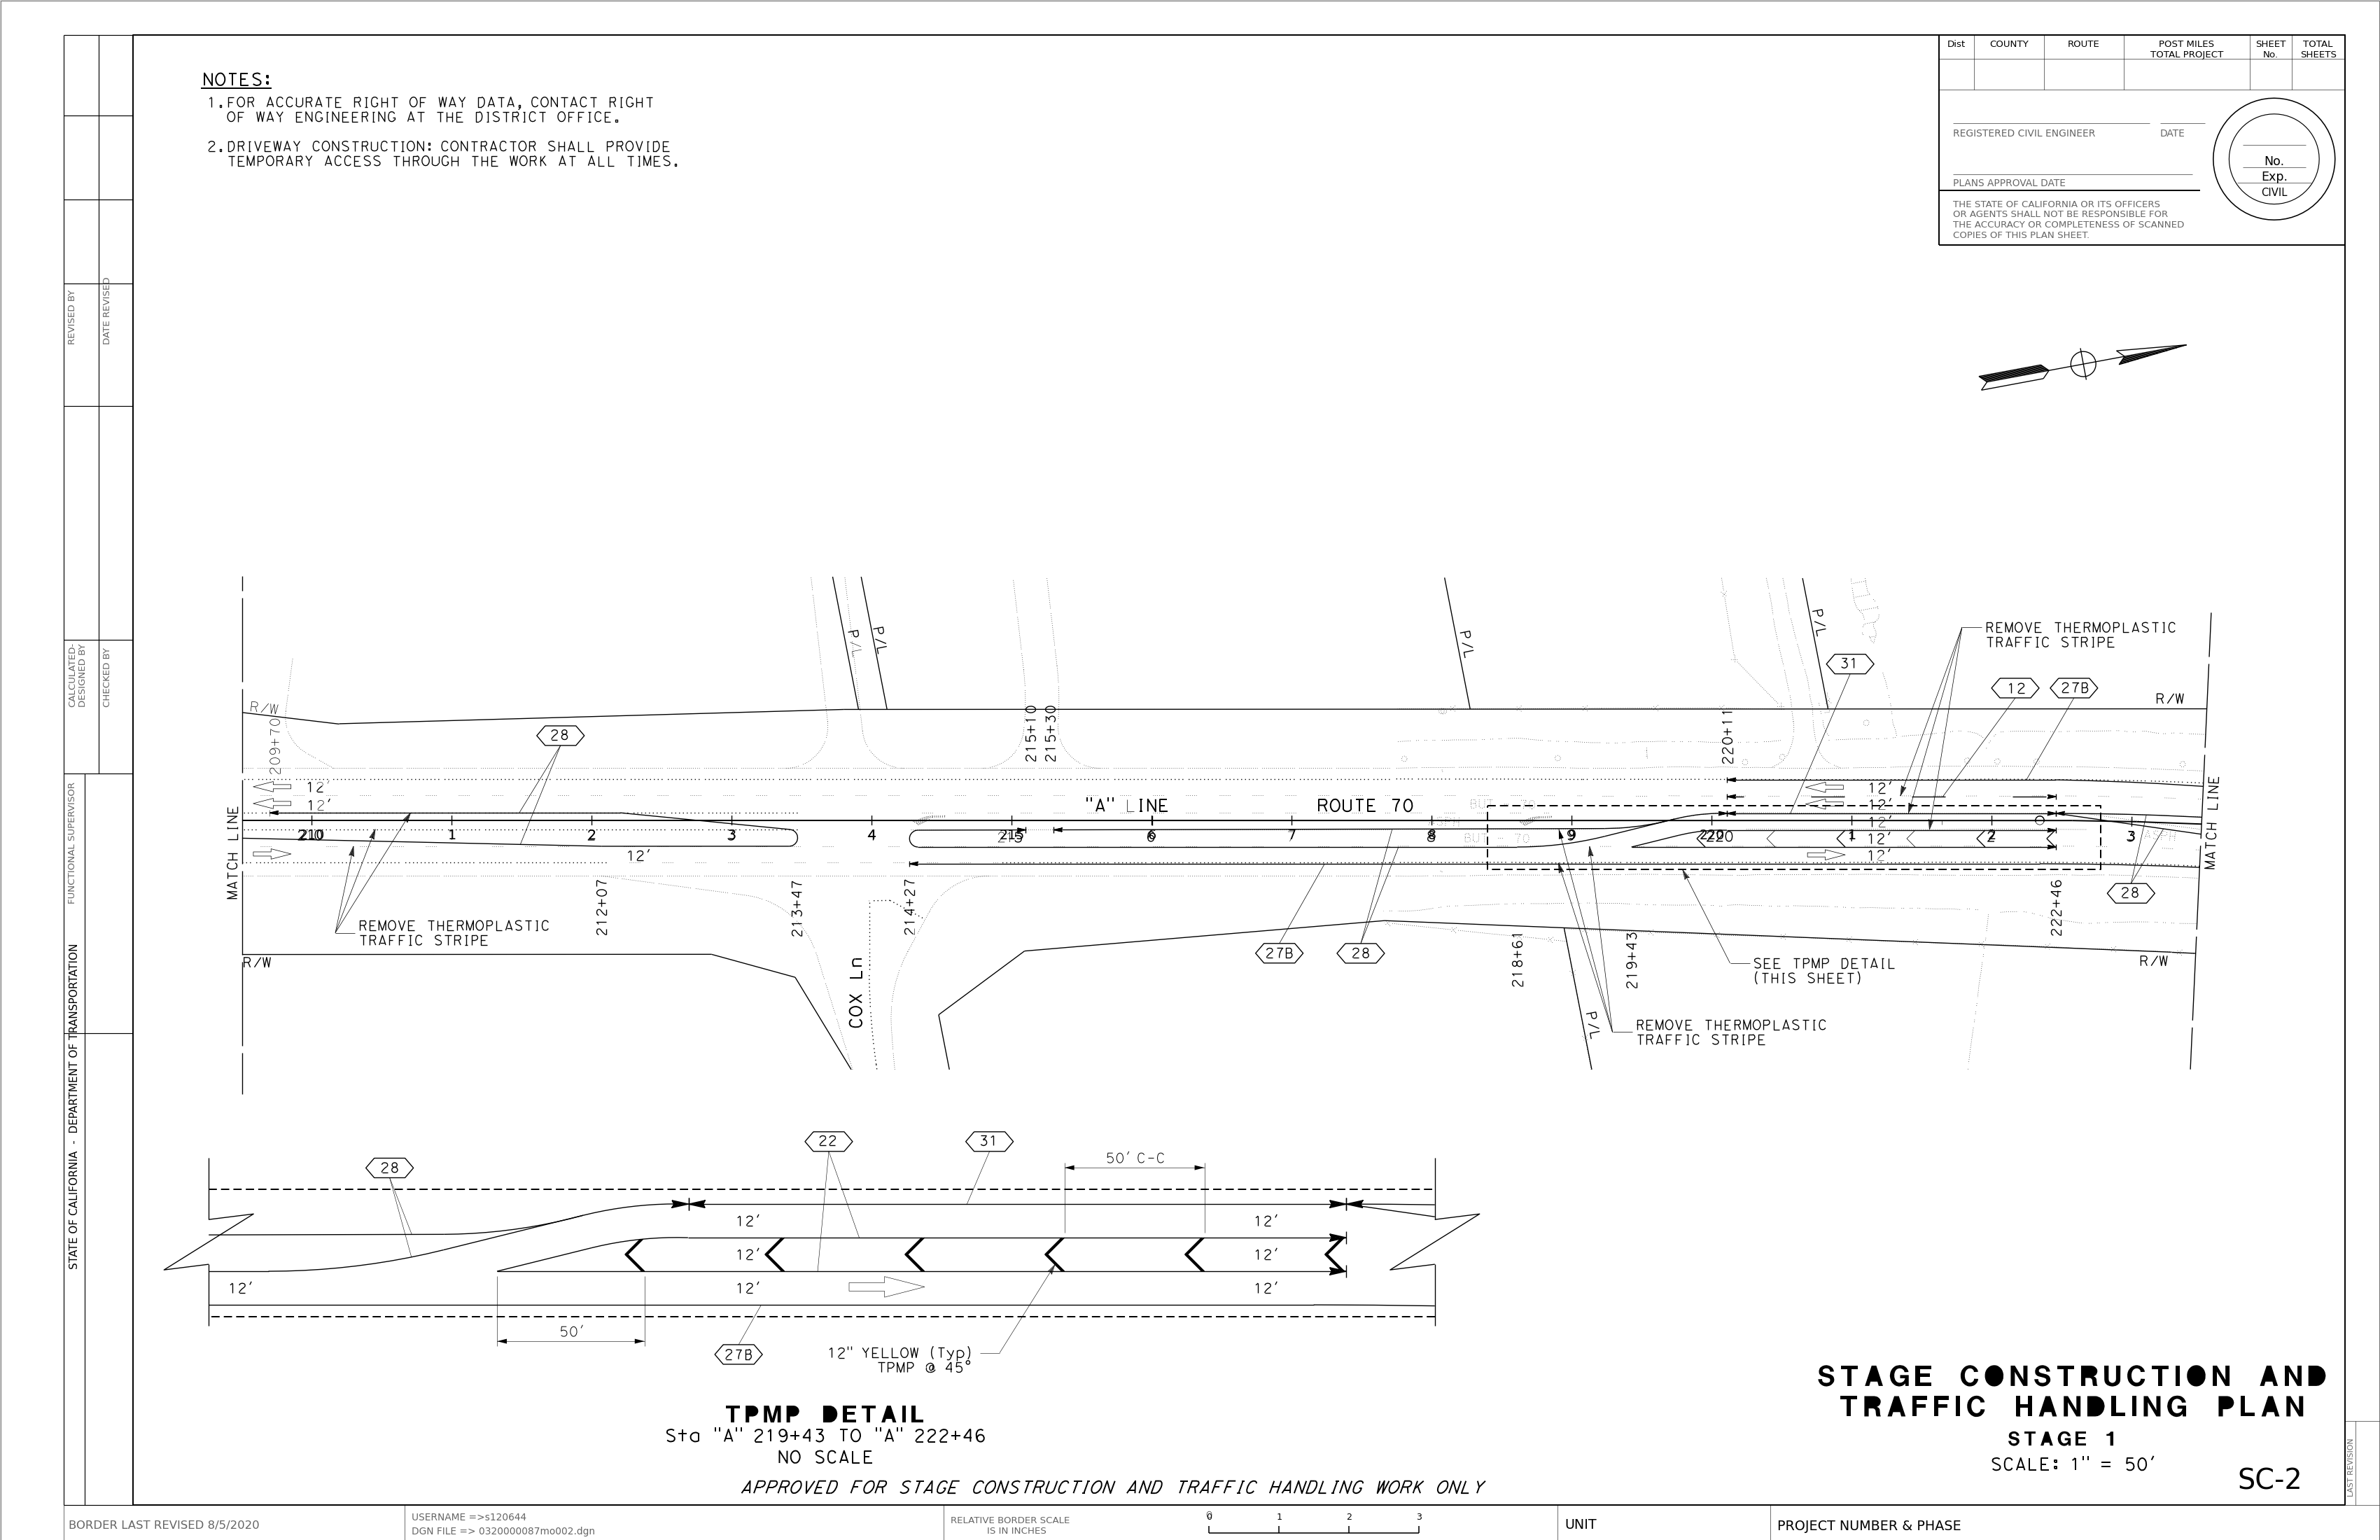 NOTES:
1. FOR ACCURATE RIGHT OF WAY DATA, CONTACT RIGHT
OF WAY ENGINEERING AT THE DISTRICT OFFICE.
2. DRIVEWAY CONSTRUCTION: CONTRACTOR SHALL PROVIDE
TEMPORARY ACCESS THROUGH THE WORK AT ALL TIMES.
Dist COUNTY ROUTE POST MILES TOTAL PROJECT SHEET No. TOTAL SHEETS
REGISTERED CIVIL ENGINEER DATE
PLANS APPROVAL DATE
No.
Exp.
CIVIL
THE STATE OF CALIFORNIA OR ITS OFFICERS
OR AGENTS SHALL NOT BE RESPONSIBLE FOR
THE ACCURACY OR COMPLETENESS OF SCANNED
COPIES OF THIS PLAN SHEET.
REVISED BY
DATE REVISED
CALCULATED-
DESIGNED BY
CHECKED BY
FUNCTIONAL SUPERVISOR
STATE OF CALIFORNIA - DEPARTMENT OF TRANSPORTATION
P/L
P/L
P/L
P/L
REMOVE THERMOPLASTIC
TRAFFIC STRIPE
31
12
27B
R/W
R/W
209+70
28
215+10
215+30
220+11
MATCH LINE
12'
12'
"A" LINE
ROUTE 70
BUT - 70
12'
12'
12'
12'
12'
MATCH LINE
210 1 2 3 4 215 6 7 8 9 220 1 2 3
215
BUT - 70
220
ASPH
12'
212+07
213+47
214+27
COX Ln
REMOVE THERMOPLASTIC
TRAFFIC STRIPE
R/W
27B
28
218+61
219+43
P/L
SEE TPMP DETAIL
(THIS SHEET)
REMOVE THERMOPLASTIC
TRAFFIC STRIPE
222+46
28
R/W
28
22
31
50' C-C
12'
12'
12'
12'
12'
12'
12'
50'
27B
12" YELLOW (Typ)
TPMP @ 45°
TPMP DETAIL
Sta "A" 219+43 TO "A" 222+46
NO SCALE
APPROVED FOR STAGE CONSTRUCTION AND TRAFFIC HANDLING WORK ONLY
STAGE CONSTRUCTION AND
TRAFFIC HANDLING PLAN
STAGE 1
SCALE: 1" = 50'
SC-2
LAST REVISION
BORDER LAST REVISED 8/5/2020
USERNAME =>s120644
DGN FILE => 0320000087mo002.dgn
RELATIVE BORDER SCALE
IS IN INCHES
0 1 2 3
UNIT
PROJECT NUMBER & PHASE